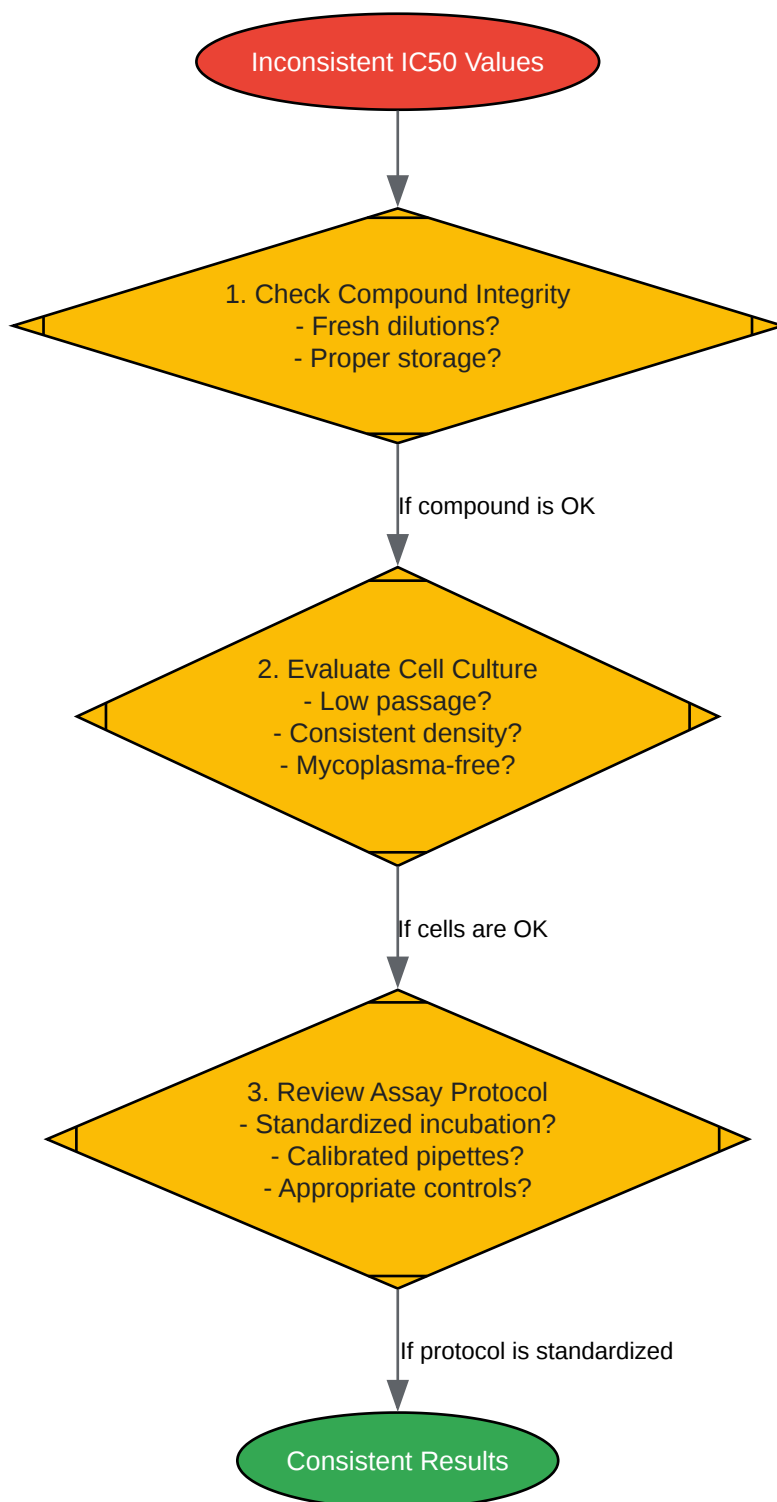 Inconsistent IC50 Values
1. Check Compound Integrity
- Fresh dilutions?
- Proper storage?
If compound is OK
2. Evaluate Cell Culture
- Low passage?
- Consistent density?
- Mycoplasma-free?
If cells are OK
3. Review Assay Protocol
- Standardized incubation?
- Calibrated pipettes?
- Appropriate controls?
If protocol is standardized
Consistent Results